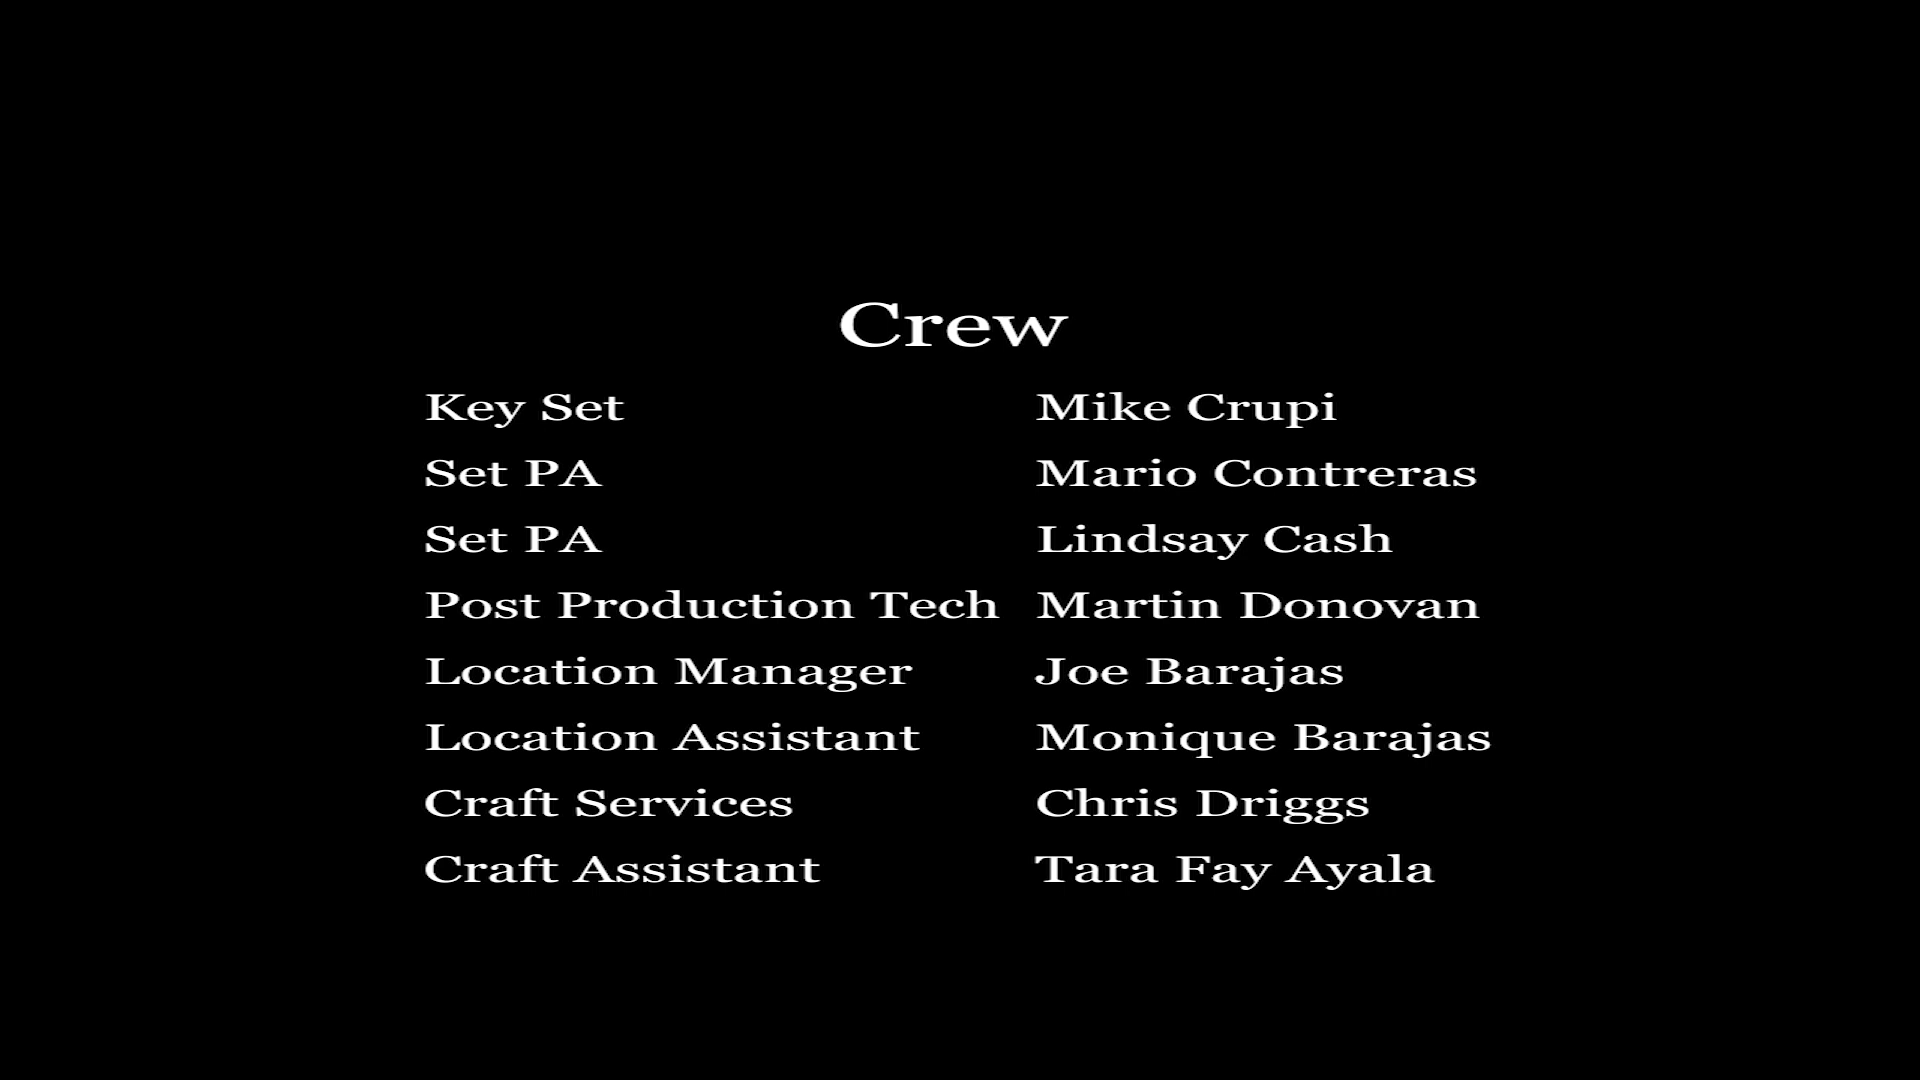 Crew
Key Set Mike Crupi
Set PA Mario Contreras
Set PA Lindsay Cash
Post Production Tech Martin Donovan
Location Manager Joe Barajas
Location Assistant Monique Barajas
Craft Services Chris Driggs
Craft Assistant Tara Fay Ayala